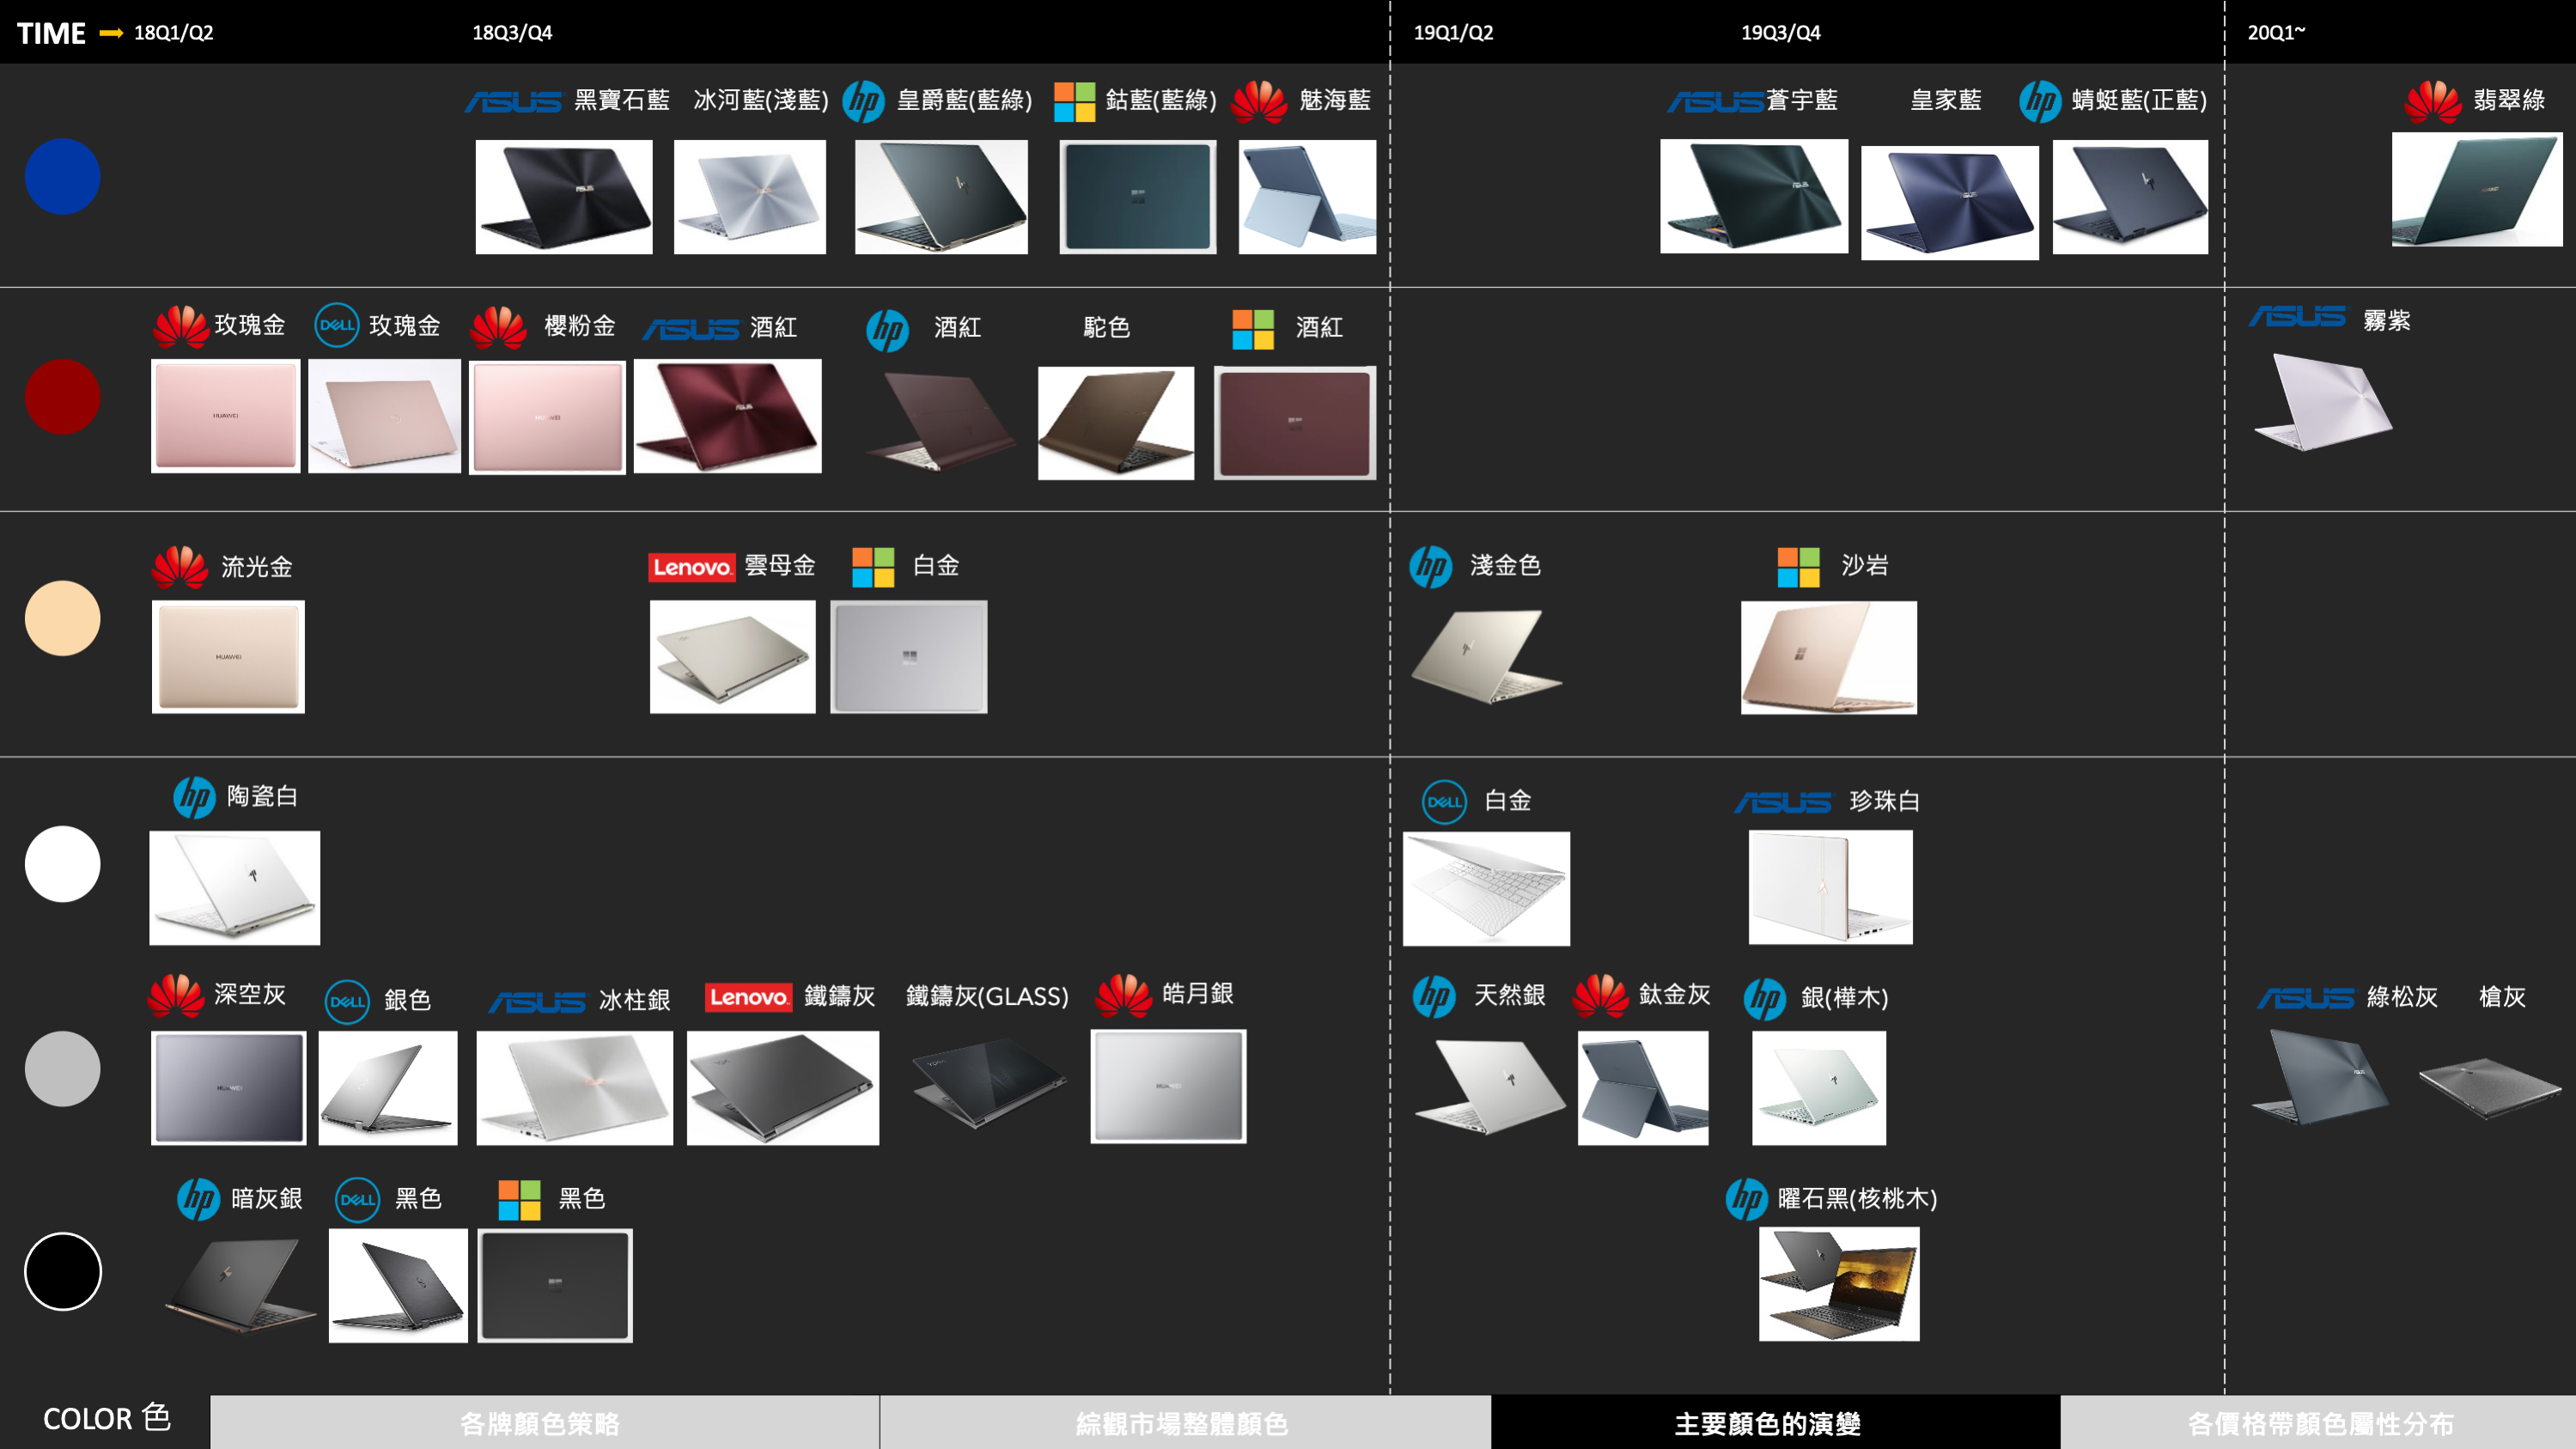 TIME → 18Q1/Q2 18Q3/Q4 19Q1/Q2 19Q3/Q4 20Q1~
ASUS 黑寶石藍 冰河藍(淺藍) hp 皇爵藍(藍綠) 鈷藍(藍綠) 魅海藍 ASUS 蒼宇藍 皇家藍 hp 蜻蜓藍(正藍) 翡翠綠
玫瑰金 DELL 玫瑰金 櫻粉金 ASUS 酒紅 hp 酒紅 駝色 酒紅 ASUS 霧紫
HUAWEI
流光金 Lenovo 雲母金 白金 hp 淺金色 沙岩
HUAWEI
hp 陶瓷白 DELL 白金 ASUS 珍珠白
深空灰 DELL 銀色 ASUS 冰柱銀 Lenovo 鐵鑄灰 鐵鑄灰(GLASS) 皓月銀 hp 天然銀 鈦金灰 hp 銀(樺木) ASUS 綠松灰 槍灰
hp 暗灰銀 DELL 黑色 黑色 hp 曜石黑(核桃木)
COLOR 色 各牌顏色策略 綜觀市場整體顏色 主要顏色的演變 各價格帶顏色屬性分布